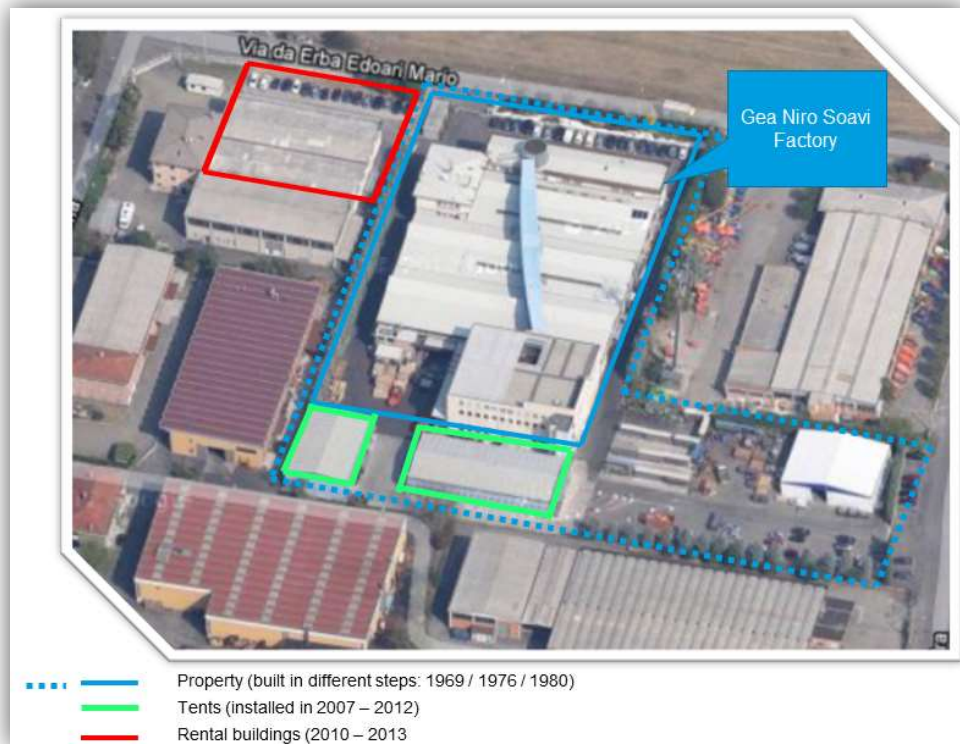 Via da Erba Edoari Mario
Gea Niro Soavi
Factory
Property (built in different steps: 1969 / 1976 / 1980)
Tents (installed in 2007 – 2012)
Rental buildings (2010 – 2013